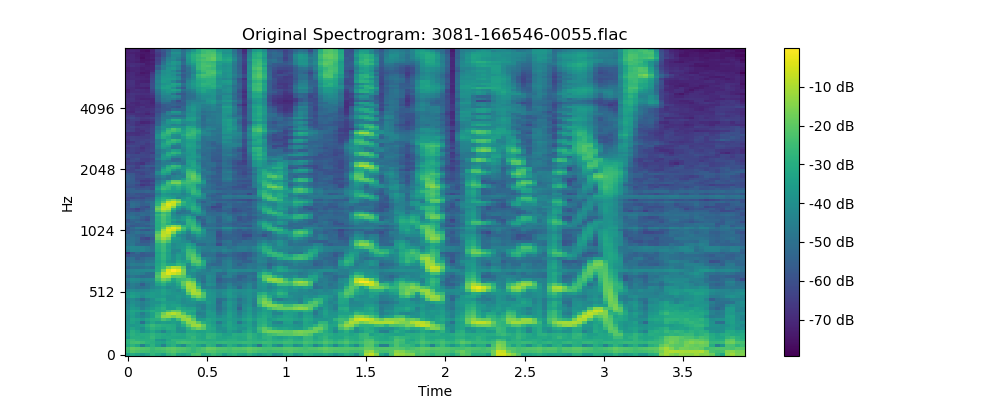 Original Spectrogram: 3081-166546-0055.flac
Hz
4096
2048
1024
512
0
0 0.5 1 1.5 2 2.5 3 3.5
Time
-10 dB
-20 dB
-30 dB
-40 dB
-50 dB
-60 dB
-70 dB